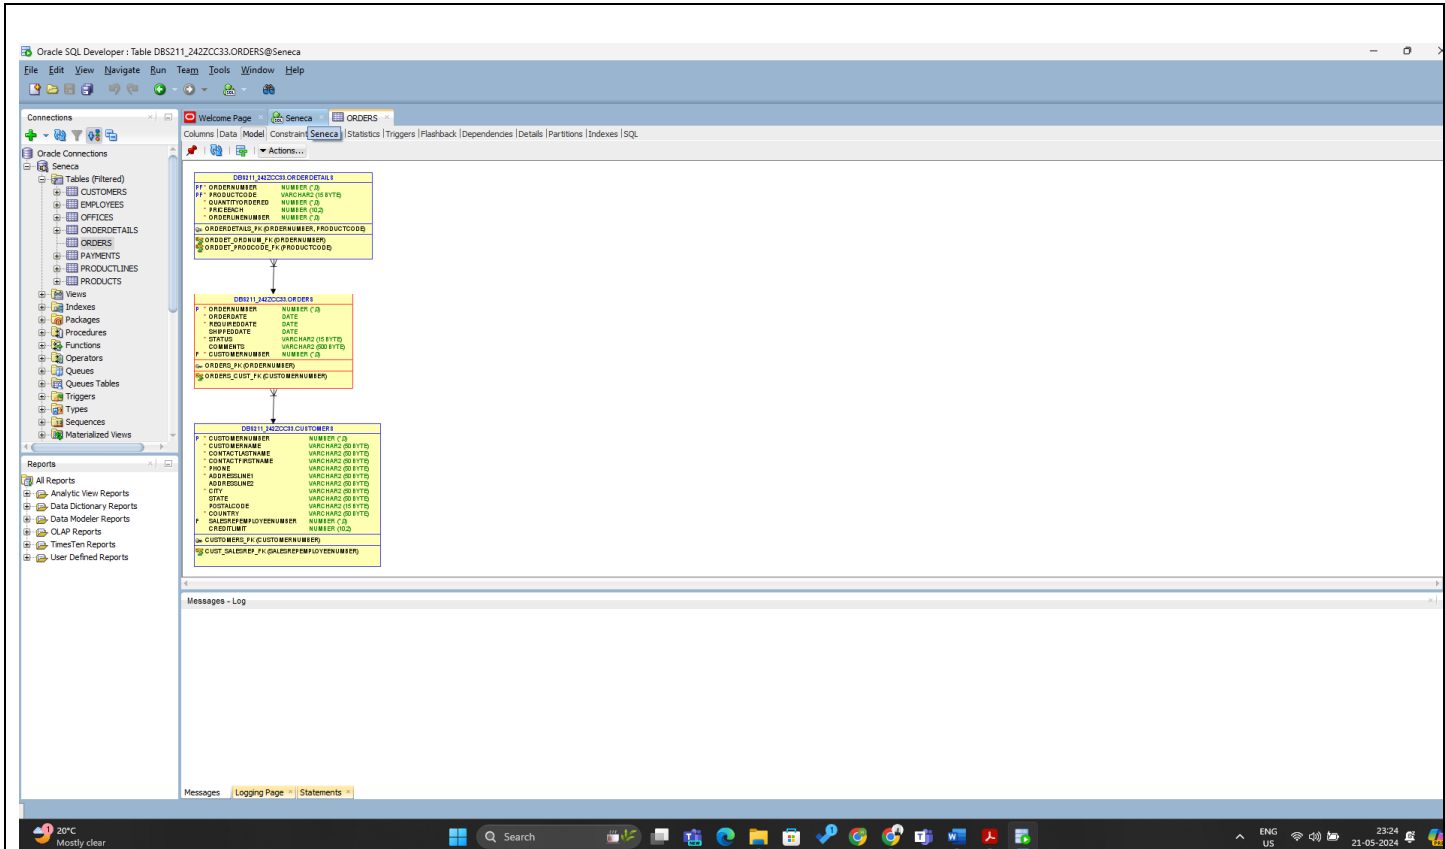 Oracle SQL Developer : Table DBS211_242ZCC33.ORDERS@Seneca
File Edit View Navigate Run Team Tools Window Help
Connections
Oracle Connections
Seneca
Tables (Filtered)
CUSTOMERS
EMPLOYEES
OFFICES
ORDERDETAILS
ORDERS
PAYMENTS
PRODUCTLINES
PRODUCTS
Views
Indexes
Packages
Procedures
Functions
Operators
Queues
Queues Tables
Triggers
Types
Sequences
Materialized Views
Reports
All Reports
Analytic View Reports
Data Dictionary Reports
Data Modeler Reports
OLAP Reports
TimesTen Reports
User Defined Reports
Welcome Page Seneca ORDERS
Columns Data Model Constraint Seneca Statistics Triggers Flashback Dependencies Details Partitions Indexes SQL
Actions...
DBS211_242ZCC33.ORDERDETAILS
PF* ORDERNUMBER NUMBER (*,0)
PF* PRODUCTCODE VARCHAR2 (15 BYTE)
* QUANTITYORDERED NUMBER (*,0)
* PRICEEACH NUMBER (10,2)
* ORDERLINENUMBER NUMBER (*,0)
ORDERDETAILS_PK (ORDERNUMBER, PRODUCTCODE)
ORDDET_ORDNUM_FK (ORDERNUMBER)
ORDDET_PRODCODE_FK (PRODUCTCODE)
DBS211_242ZCC33.ORDERS
P * ORDERNUMBER NUMBER (*,0)
* ORDERDATE DATE
* REQUIREDDATE DATE
SHIPPEDDATE DATE
* STATUS VARCHAR2 (15 BYTE)
COMMENTS VARCHAR2 (500 BYTE)
F * CUSTOMERNUMBER NUMBER (*,0)
ORDERS_PK (ORDERNUMBER)
ORDERS_CUST_FK (CUSTOMERNUMBER)
DBS211_242ZCC33.CUSTOMERS
P * CUSTOMERNUMBER NUMBER (*,0)
* CUSTOMERNAME VARCHAR2 (50 BYTE)
* CONTACTLASTNAME VARCHAR2 (50 BYTE)
* CONTACTFIRSTNAME VARCHAR2 (50 BYTE)
* PHONE VARCHAR2 (50 BYTE)
* ADDRESSLINE1 VARCHAR2 (50 BYTE)
ADDRESSLINE2 VARCHAR2 (50 BYTE)
* CITY VARCHAR2 (50 BYTE)
STATE VARCHAR2 (50 BYTE)
POSTALCODE VARCHAR2 (15 BYTE)
* COUNTRY VARCHAR2 (50 BYTE)
F SALESREPEMPLOYEENUMBER NUMBER (*,0)
CREDITLIMIT NUMBER (10,2)
CUSTOMERS_PK (CUSTOMERNUMBER)
CUST_SALESREP_FK (SALESREPEMPLOYEENUMBER)
Messages - Log
Messages Logging Page Statements
1 20°C
Mostly clear
Search
ENG
US
23:24
21-05-2024